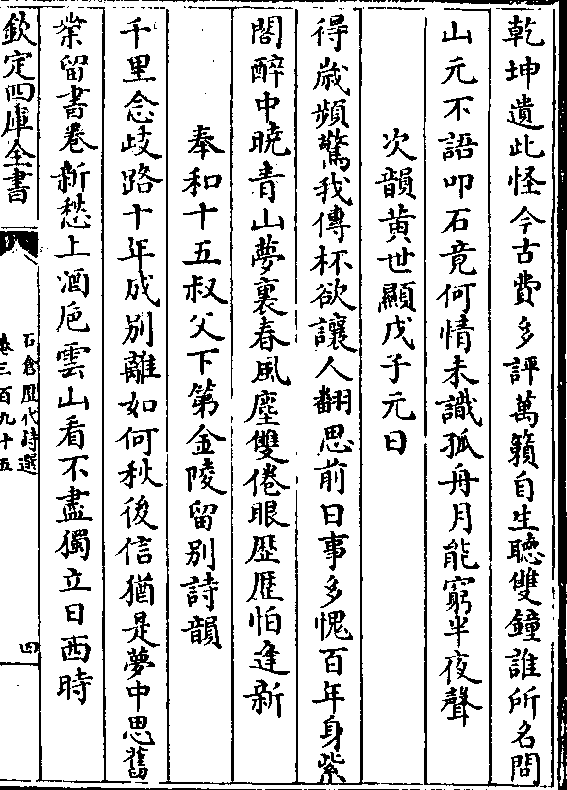 乾坤遺此怪今古費多評萬籟自生聽雙鐘誰所名問
山元不語叩石竟何情未識孤舟月能窮半夜聲
次韻黄世顯戊子元日
得嵗頻驚我傳杯欲讓人翻思前日事多愧百年身紫
閣醉中曉青山夢裏春風塵雙倦眼歴歴怕逢新
奉和十五叔父下第金陵留别詩韻
千里念歧路十年成别離如何秋後信猶是夢中思舊
業留書卷新愁上酒巵雲山看不盡獨立日西時
欽定四庫全書
石倉歴代詩選
卷三百九十五
四